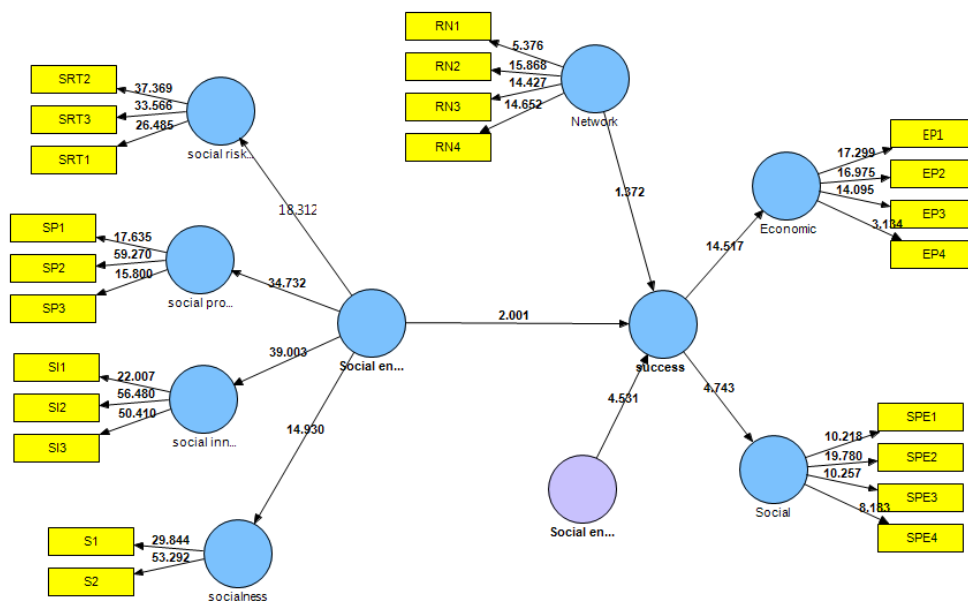 RN1
5.376
RN2
15.868
RN3
14.427
RN4
14.652
Network
SRT2
37.369
SRT3
33.566
SRT1
26.485
social risk...
18.312
1.372
EP1
17.299
EP2
16.975
EP3
14.095
EP4
3.134
Economic
14.517
SP1
17.635
SP2
59.270
SP3
15.800
social pro...
34.732
Social en...
2.001
success
39.003
SI1
22.007
SI2
56.480
SI3
50.410
social inn...
14.930
4.531
Social en...
4.743
SPE1
10.218
SPE2
19.780
SPE3
10.257
SPE4
8.183
Social
S1
29.844
S2
53.292
socialness